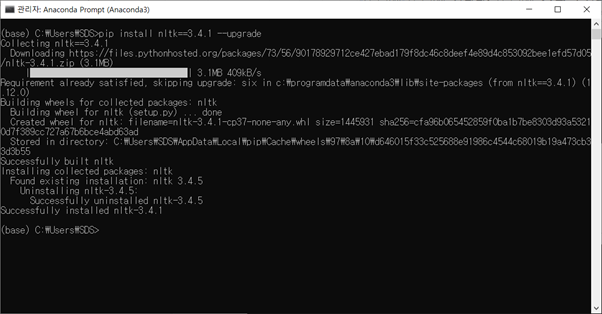 관리자: Anaconda Prompt (Anaconda3)
(base) C:₩Users₩SDS>pip install nltk==3.4.1 --upgrade
Collecting nltk==3.4.1
  Downloading https://files.pythonhosted.org/packages/73/56/90178929712ce427ebad179f8dc46c8deef4e89d4c853092bee1efd57d05
/nltk-3.4.1.zip (3.1MB)
     |████████████████████████████████| 3.1MB 409kB/s
Requirement already satisfied, skipping upgrade: six in c:₩programdata₩anaconda3₩lib₩site-packages (from nltk==3.4.1) (1
.12.0)
Building wheels for collected packages: nltk
  Building wheel for nltk (setup.py) ... done
  Created wheel for nltk: filename=nltk-3.4.1-cp37-none-any.whl size=1445931 sha256=cfa96b065452859f0ba1b7be8303d93a5321
0d7f389cc727a67b6bce4abd63ad
  Stored in directory: C:₩Users₩SDS₩AppData₩Local₩pip₩Cache₩wheels₩97₩8a₩10₩d646015f33c525688e91986c4544c68019b19a473cb3
3d3b55
Successfully built nltk
Installing collected packages: nltk
  Found existing installation: nltk 3.4.5
    Uninstalling nltk-3.4.5:
      Successfully uninstalled nltk-3.4.5
Successfully installed nltk-3.4.1
(base) C:₩Users₩SDS>